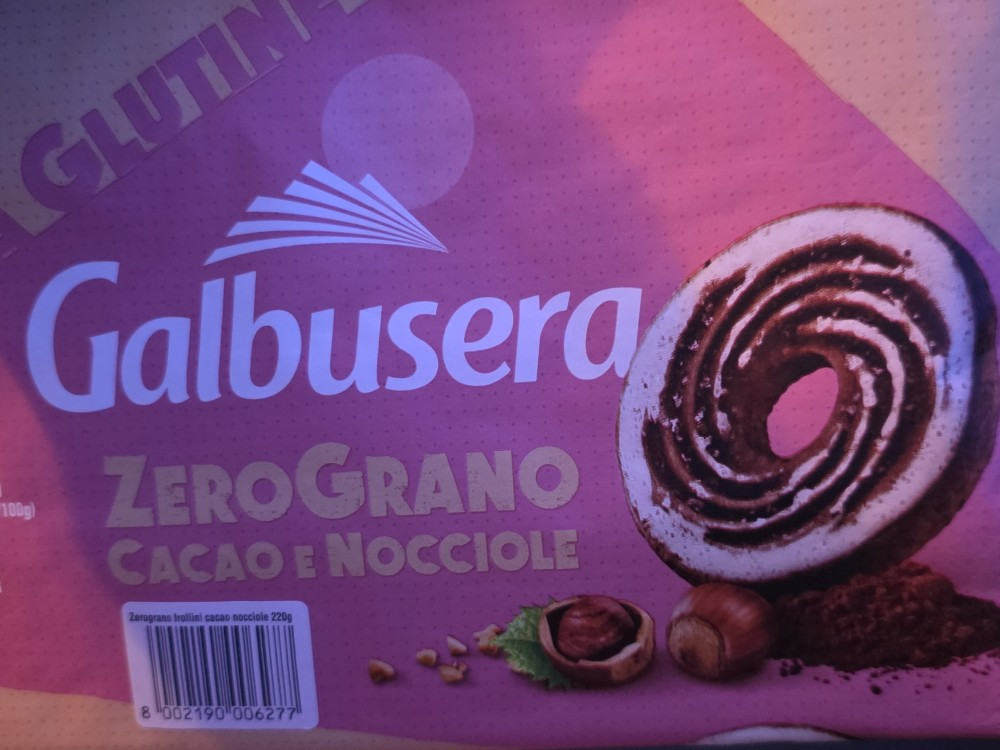 GLUTIN
Galbusera
ZEROGRANO
CACAO E NOCCIOLE
/100g)
Zerograno frollini cacao nocciole 220g
8 002190 006277